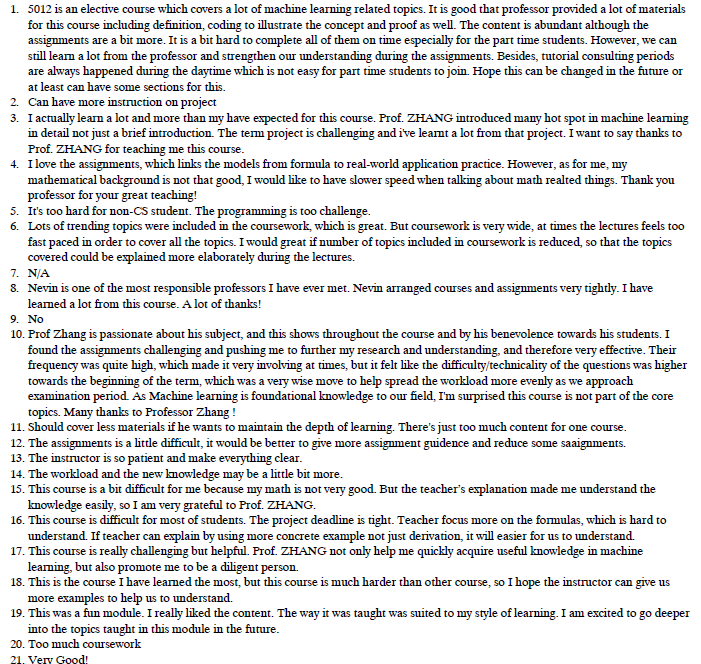 1. 5012 is an elective course which covers a lot of machine learning related topics. It is good that professor provided a lot of materials
for this course including definition, coding to illustrate the concept and proof as well. The content is abundant although the
assignments are a bit more. It is a bit hard to complete all of them on time especially for the part time students. However, we can
still learn a lot from the professor and strengthen our understanding during the assignments. Besides, tutorial consulting periods
are always happened during the daytime which is not easy for part time students to join. Hope this can be changed in the future or
at least can have some sections for this.
2. Can have more instruction on project
3. I actually learn a lot and more than my have expected for this course. Prof. ZHANG introduced many hot spot in machine learning
in detail not just a brief introduction. The term project is challenging and i've learnt a lot from that project. I want to say thanks to
Prof. ZHANG for teaching me this course.
4. I love the assignments, which links the models from formula to real-world application practice. However, as for me, my
mathematical background is not that good, I would like to have slower speed when talking about math realted things. Thank you
professor for your great teaching!
5. It's too hard for non-CS student. The programming is too challenge.
6. Lots of trending topics were included in the coursework, which is great. But coursework is very wide, at times the lectures feels too
fast paced in order to cover all the topics. I would great if number of topics included in coursework is reduced, so that the topics
covered could be explained more elaborately during the lectures.
7. N/A
8. Nevin is one of the most responsible professors I have ever met. Nevin arranged courses and assignments very tightly. I have
learned a lot from this course. A lot of thanks!
9. No
10. Prof Zhang is passionate about his subject, and this shows throughout the course and by his benevolence towards his students. I
found the assignments challenging and pushing me to further my research and understanding, and therefore very effective. Their
frequency was quite high, which made it very involving at times, but it felt like the difficulty/technicality of the questions was higher
towards the beginning of the term, which was a very wise move to help spread the workload more evenly as we approach
examination period. As Machine learning is foundational knowledge to our field, I'm surprised this course is not part of the core
topics. Many thanks to Professor Zhang !
11. Should cover less materials if he wants to maintain the depth of learning. There's just too much content for one course.
12. The assignments is a little difficult, it would be better to give more assignment guidence and reduce some saaignments.
13. The instructor is so patient and make everything clear.
14. The workload and the new knowledge may be a little bit more.
15. This course is a bit difficult for me because my math is not very good. But the teacher's explanation made me understand the
knowledge easily, so I am very grateful to Prof. ZHANG.
16. This course is difficult for most of students. The project deadline is tight. Teacher focus more on the formulas, which is hard to
understand. If teacher can explain by using more concrete example not just derivation, it will easier for us to understand.
17. This course is really challenging but helpful. Prof. ZHANG not only help me quickly acquire useful knowledge in machine
learning, but also promote me to be a diligent person.
18. This is the course I have learned the most, but this course is much harder than other course, so I hope the instructor can give us
more examples to help us to understand.
19. This was a fun module. I really liked the content. The way it was taught was suited to my style of learning. I am excited to go deeper
into the topics taught in this module in the future.
20. Too much coursework
21. Very Good!